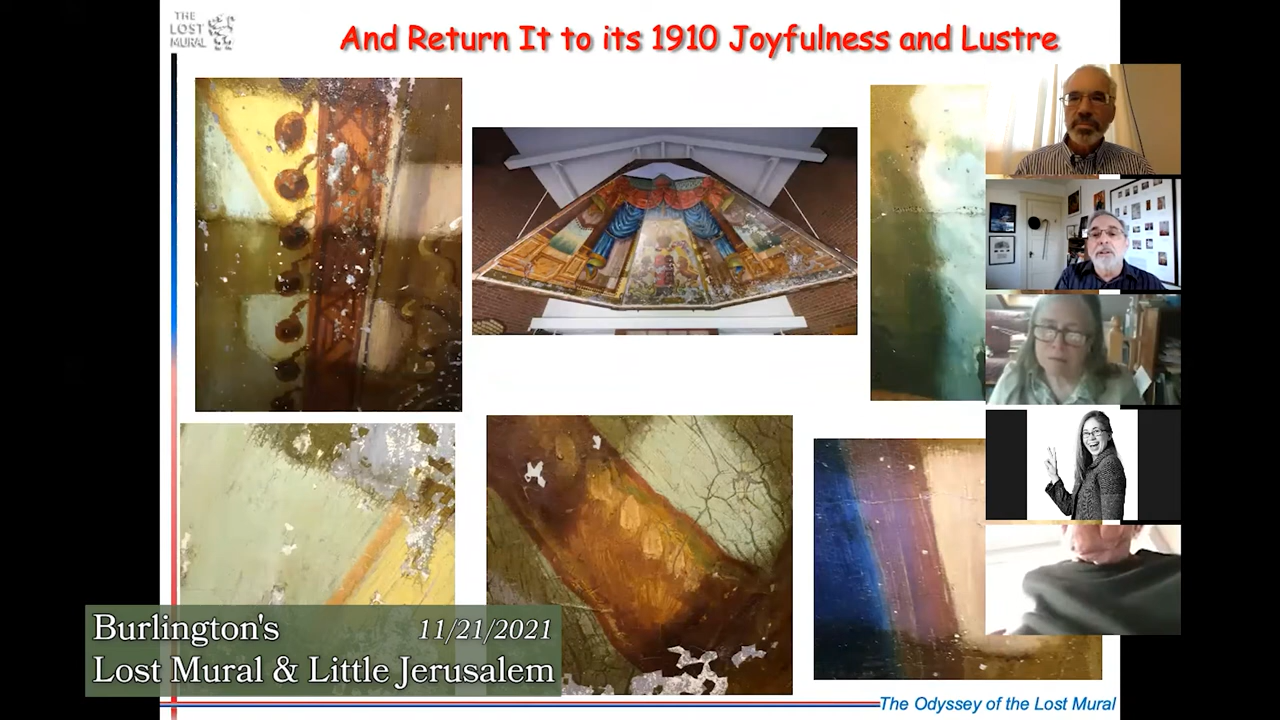 THE
LOST
MURAL
And Return It to its 1910 Joyfulness and Lustre
Burlington's 11/21/2021
Lost Mural & Little Jerusalem
The Odyssey of the Lost Mural